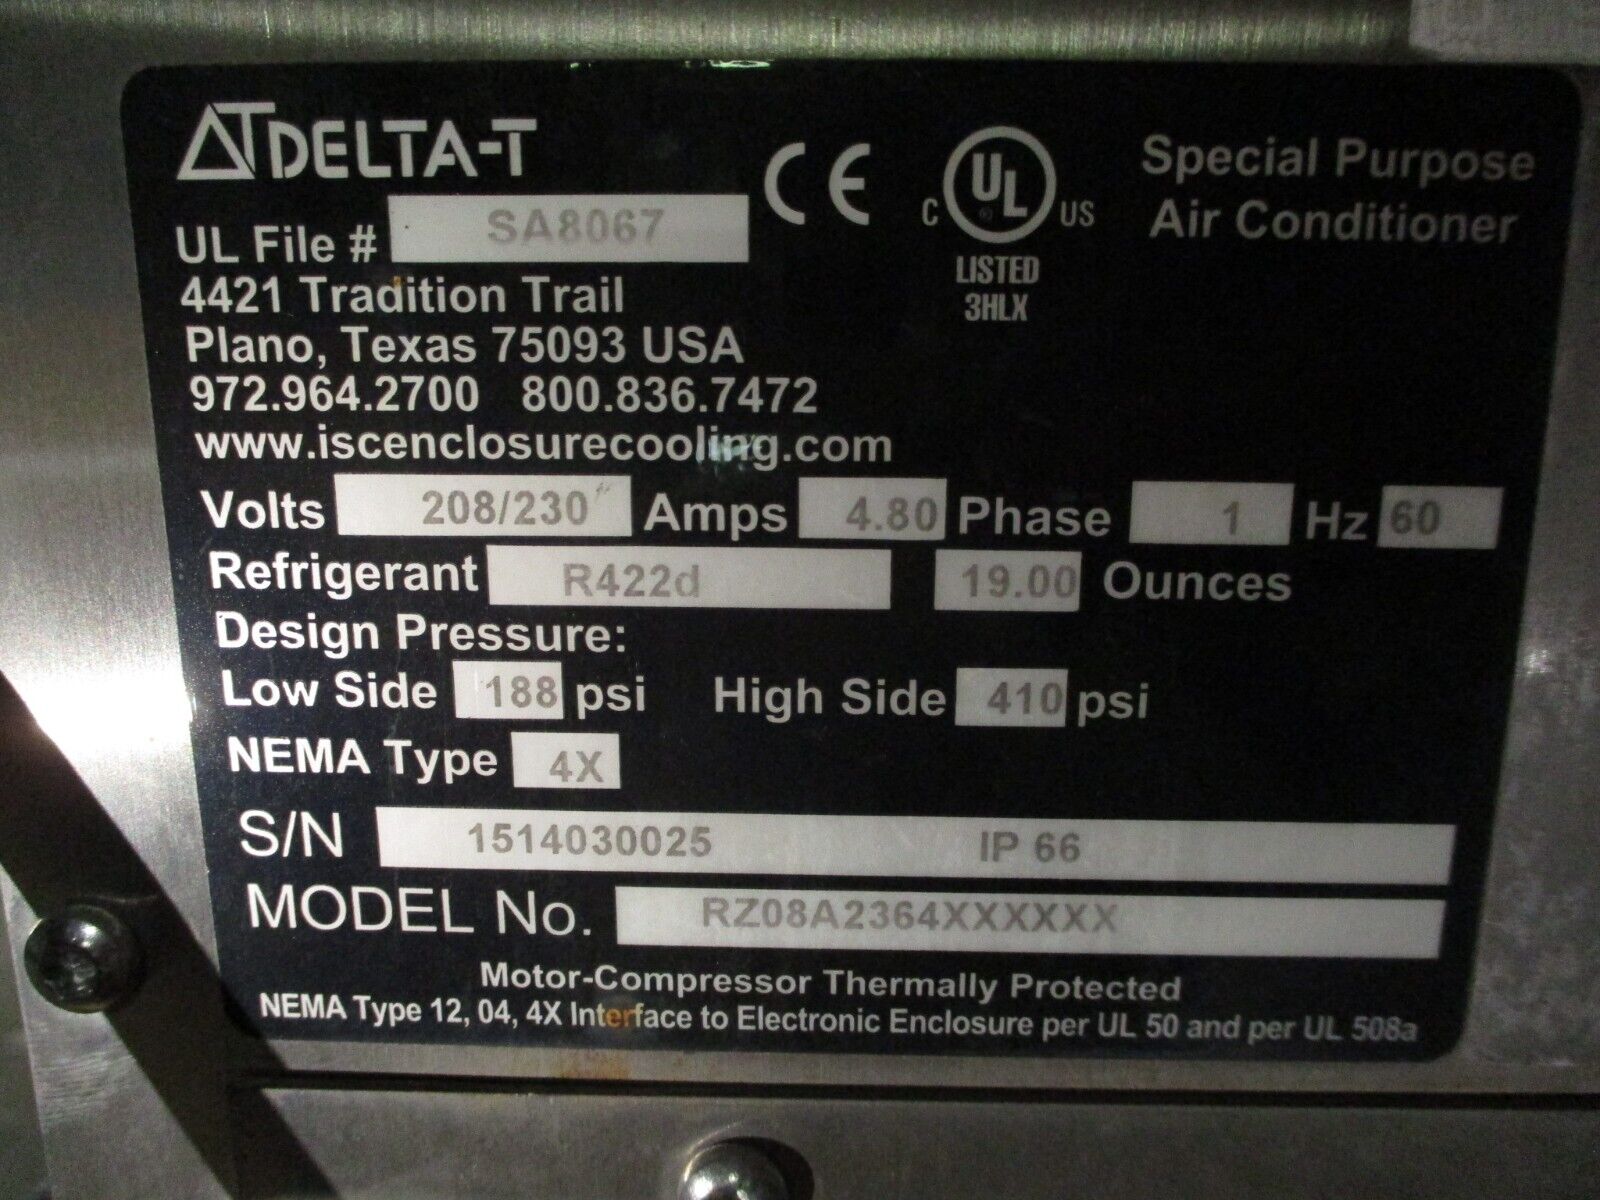 ΔT DELTA-T
UL File # SA8067
4421 Tradition Trail
Plano, Texas 75093 USA
972.964.2700 800.836.7472
www.iscenclosurecooling.com
CE
C UL ® US
LISTED
3HLX
Special Purpose
Air Conditioner
Volts 208/230 Amps 4.80 Phase 1 Hz 60
Refrigerant R422d 19.00 Ounces
Design Pressure:
Low Side 188 psi High Side 410 psi
NEMA Type 4X
S/N 1514030025 IP 66
MODEL No. RZ08A2364XXXXXX
Motor-Compressor Thermally Protected
NEMA Type 12, 04, 4X Interface to Electronic Enclosure per UL 50 and per UL 508a